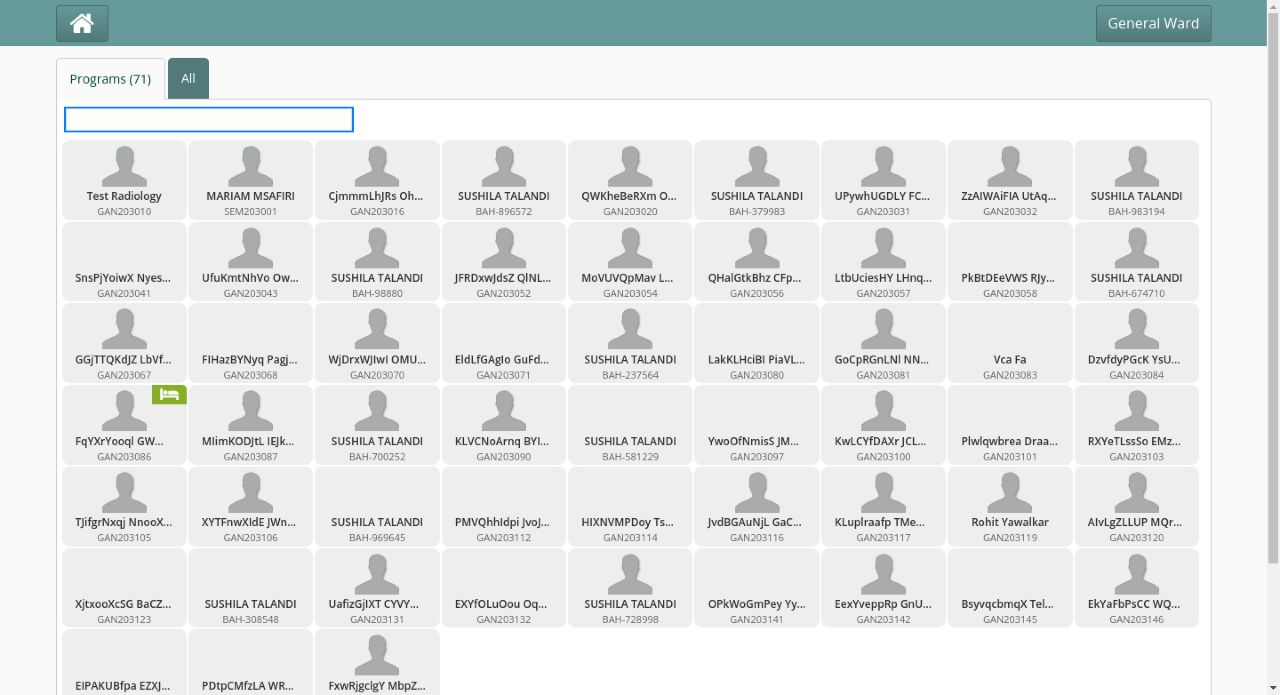 General Ward
Programs (71)
All
Test Radiology
GAN203010
MARIAM MSAFIRI
SEM203001
CjmmmLhJRs Oh...
GAN203016
SUSHILA TALANDI
BAH-896572
QWKheBeRXm O...
GAN203020
SUSHILA TALANDI
BAH-379983
UPywhUGDLY FC...
GAN203031
ZzAIWAiFIA UtAq...
GAN203032
SUSHILA TALANDI
BAH-983194
SnsPjYoiwX Nyes...
GAN203041
UfuKmtNhVo Ow...
GAN203043
SUSHILA TALANDI
BAH-98880
JFRDxwJdsZ QlNL...
GAN203052
MoVUVQpMav L...
GAN203054
QHalGtkBhz CFp...
GAN203056
LtbUciesHY LHnq...
GAN203057
PkBtDEeVWS RJy...
GAN203058
SUSHILA TALANDI
BAH-674710
GGjTTQKdJZ LbVf...
GAN203067
FIHazBYNyq Pagj...
GAN203068
WjDrxWJIwI OMU...
GAN203070
EldLfGAgIo GuFd...
GAN203071
SUSHILA TALANDI
BAH-237564
LakKLHciBI PiaVL...
GAN203080
GoCpRGnLNl NN...
GAN203081
Vca Fa
GAN203083
DzvfdyPGcK YsU...
GAN203084
FqYXrYooql GW...
GAN203086
MIimKODJtL IEJk...
GAN203087
SUSHILA TALANDI
BAH-700252
KLVCNoArnq BYI...
GAN203090
SUSHILA TALANDI
BAH-581229
YwoOfNmisS JM...
GAN203097
KwLCYfDAXr JCL...
GAN203100
Plwlqwbrea Draa...
GAN203101
RXYeTLssSo EMz...
GAN203103
TJifgrNxqj NnooX...
GAN203105
XYTFnwXIdE JWn...
GAN203106
SUSHILA TALANDI
BAH-969645
PMVQhhIdpi JvoJ...
GAN203112
HIXNVMPDoy Ts...
GAN203114
JvdBGAuNjL GaC...
GAN203116
KLuplraafp TMe...
GAN203117
Rohit Yawalkar
GAN203119
AIvLgZLLUP MQr...
GAN203120
XjtxooXcSG BaCZ...
GAN203123
SUSHILA TALANDI
BAH-308548
UafizGjIXT CYVY...
GAN203131
EXYfOLuOou Oq...
GAN203132
SUSHILA TALANDI
BAH-728998
OPkWoGmPey Yy...
GAN203141
EexYveppRp GnU...
GAN203142
BsyvqcbmqX Tel...
GAN203145
EkYaFbPsCC WQ...
GAN203146
EIPAKUBfpa EZXJ...
PDtpCMfzLA WR...
FxwRjgclgY MbpZ...